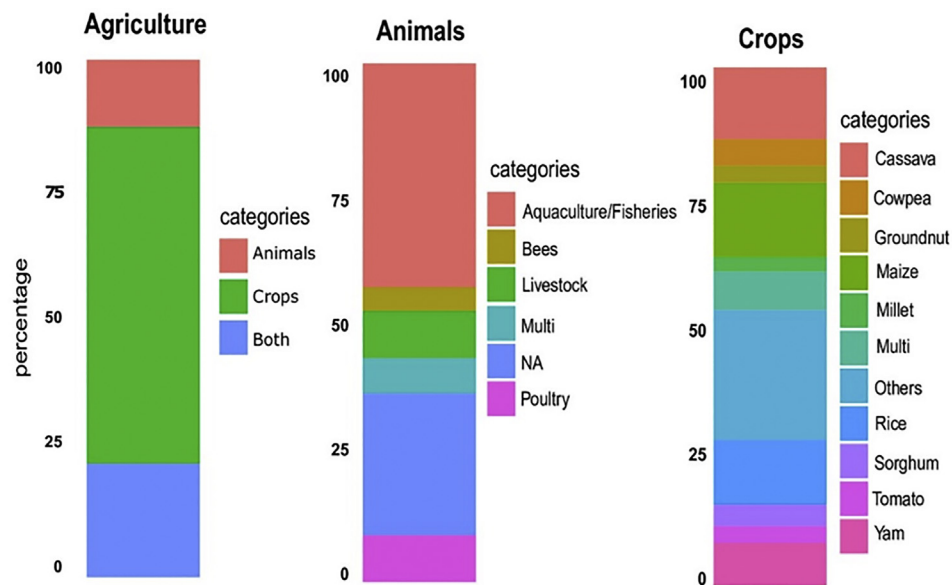 Agriculture
percentage
100
75
50
25
0
categories
Animals
Crops
Both
Animals
100
75
50
25
0
categories
Aquaculture/Fisheries
Bees
Livestock
Multi
NA
Poultry
Crops
100
75
50
25
0
categories
Cassava
Cowpea
Groundnut
Maize
Millet
Multi
Others
Rice
Sorghum
Tomato
Yam